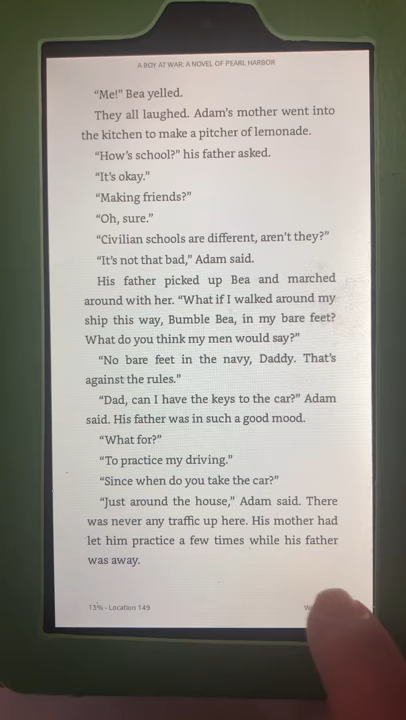 A BOY AT WAR: A NOVEL OF PEARL HARBOR
“Me!” Bea yelled.
They all laughed. Adam’s mother went into
the kitchen to make a pitcher of lemonade.
“How’s school?” his father asked.
“It’s okay.”
“Making friends?”
“Oh, sure.”
“Civilian schools are different, aren’t they?”
“It’s not that bad,” Adam said.
His father picked up Bea and marched
around with her. “What if I walked around my
ship this way, Bumble Bea, in my bare feet?
What do you think my men would say?”
“No bare feet in the navy, Daddy. That’s
against the rules.”
“Dad, can I have the keys to the car?” Adam
said. His father was in such a good mood.
“What for?”
“To practice my driving.”
“Since when do you take the car?”
“Just around the house,” Adam said. There
was never any traffic up here. His mother had
let him practice a few times while his father
was away.
13% - Location 149